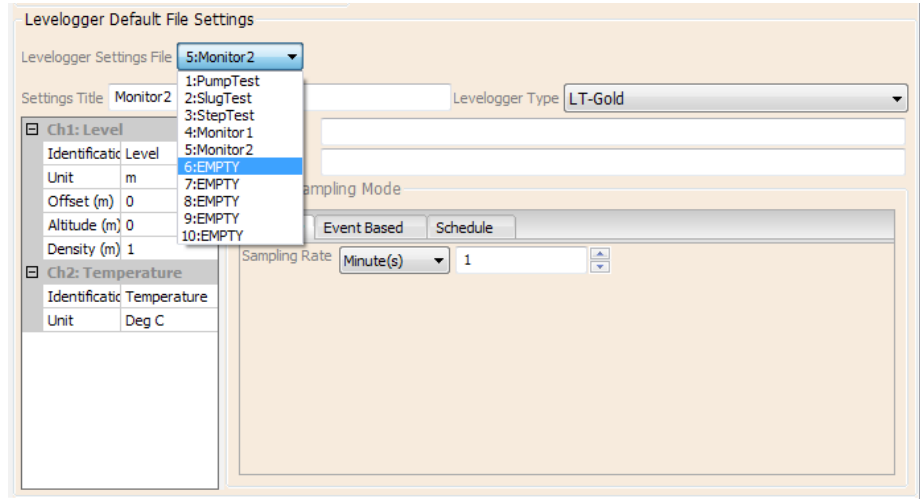 Levelogger Default File Settings
Levelogger Settings File 5:Monitor2
1:PumpTest
Settings Title Monitor2 2:SlugTest Levelogger Type LT-Gold
3:StepTest
Ch1: Level 4:Monitor1
Identificatio Level 5:Monitor2
6:EMPTY
Unit m 7:EMPTY ampling Mode
Offset (m) 0 8:EMPTY
Altitude (m) 0 9:EMPTY Event Based Schedule
10:EMPTY
Density (m) 1 Sampling Rate Minute(s) 1
Ch2: Temperature
Identificatio Temperature
Unit Deg C